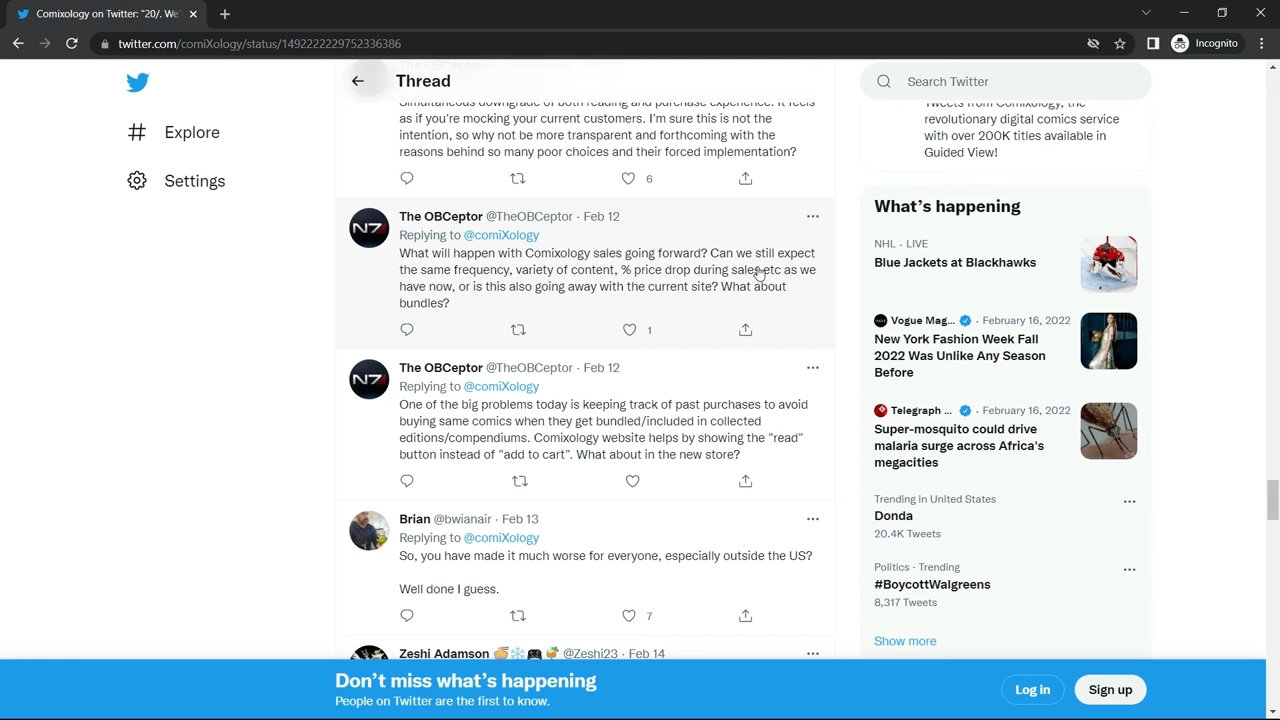 Comixology on Twitter: "20/. We
twitter.com/comiXology/status/1492222229752336386
Incognito
Explore
Settings
Thread
Simultaneous downgrade of both reading and purchase experience. It feels
as if you're mocking your current customers. I'm sure this is not the
intention, so why not be more transparent and forthcoming with the
reasons behind so many poor choices and their forced implementation?
6
N7
The OBCeptor @TheOBCeptor · Feb 12
Replying to @comiXology
What will happen with Comixology sales going forward? Can we still expect
the same frequency, variety of content, % price drop during sales etc as we
have now, or is this also going away with the current site? What about
bundles?
1
N7
The OBCeptor @TheOBCeptor · Feb 12
Replying to @comiXology
One of the big problems today is keeping track of past purchases to avoid
buying same comics when they get bundled/included in collected
editions/compendiums. Comixology website helps by showing the "read"
button instead of "add to cart". What about in the new store?
Brian @bwianair · Feb 13
Replying to @comiXology
So, you have made it much worse for everyone, especially outside the US?
Well done I guess.
7
Zeshi Adamson @Zeshi23 · Feb 14
Search Twitter
Tweets from Comixology, the
revolutionary digital comics service
with over 200K titles available in
Guided View!
What's happening
NHL · LIVE
Blue Jackets at Blackhawks
Vogue Mag... February 16, 2022
New York Fashion Week Fall
2022 Was Unlike Any Season
Before
Telegraph ... February 16, 2022
Super-mosquito could drive
malaria surge across Africa's
megacities
Trending in United States
Donda
20.4K Tweets
Politics · Trending
#BoycottWalgreens
8,317 Tweets
Show more
Don't miss what's happening
People on Twitter are the first to know.
Log in
Sign up